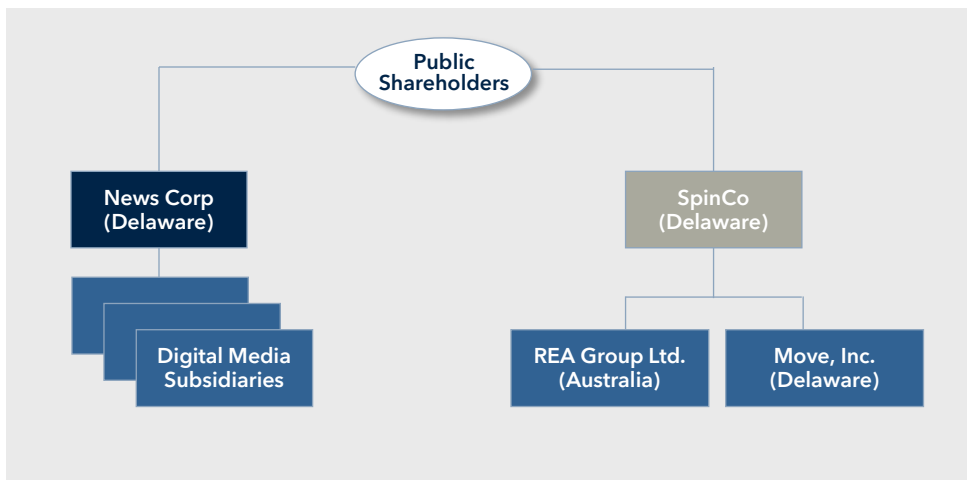 Public
Shareholders
News Corp
(Delaware)
SpinCo
(Delaware)
Digital Media
Subsidiaries
REA Group Ltd.
(Australia)
Move, Inc.
(Delaware)